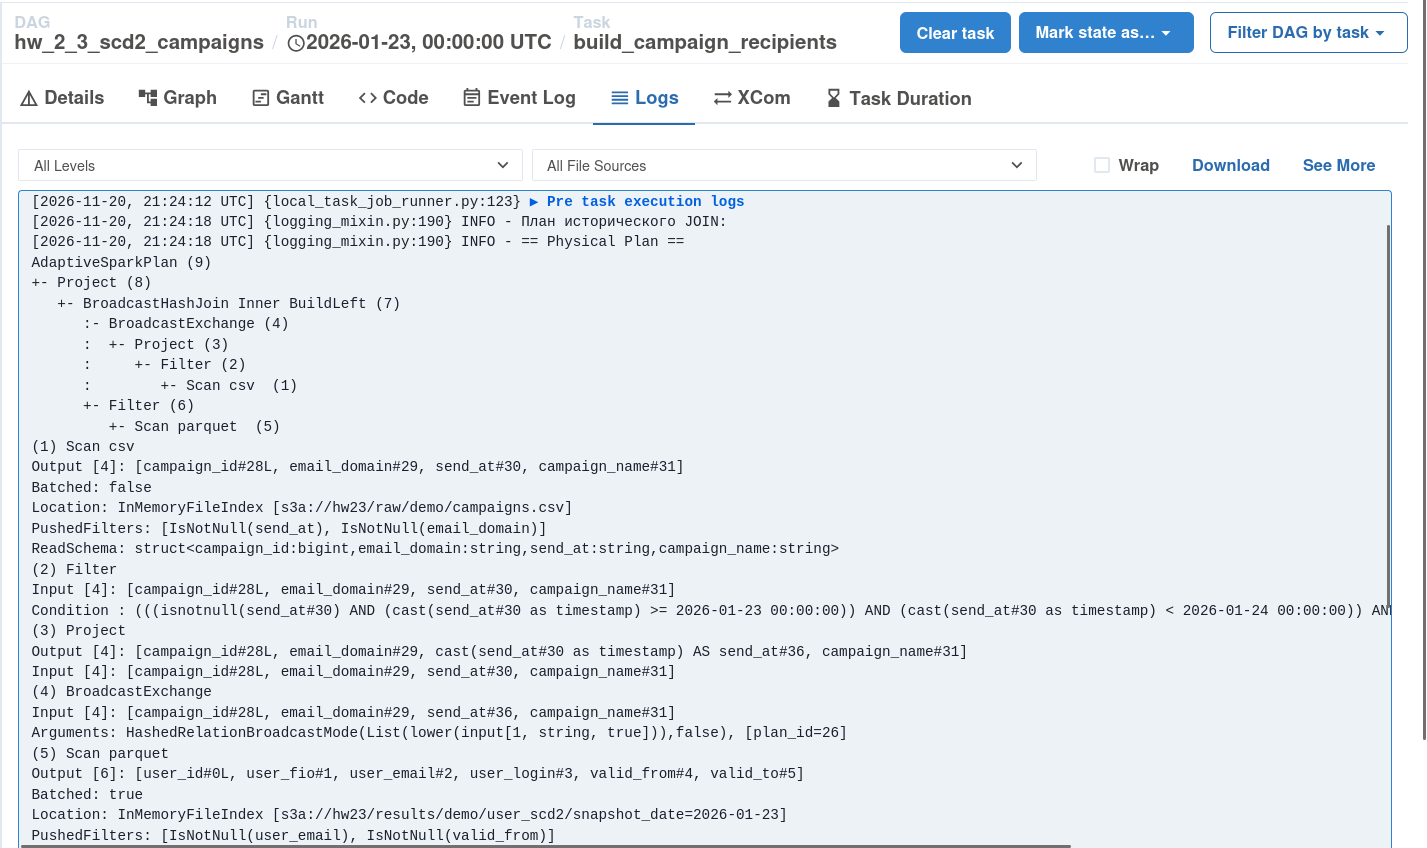 DAG
hw_2_3_scd2_campaigns
/
Run
2026-01-23, 00:00:00 UTC
/
Task
build_campaign_recipients
Clear task
Mark state as...
Filter DAG by task
Details
Graph
Gantt
Code
Event Log
Logs
XCom
Task Duration
All Levels
All File Sources
Wrap
Download
See More
[2026-11-20, 21:24:12 UTC] {local_task_job_runner.py:123} ▶ Pre task execution logs
[2026-11-20, 21:24:18 UTC] {logging_mixin.py:190} INFO - План исторического JOIN:
[2026-11-20, 21:24:18 UTC] {logging_mixin.py:190} INFO - == Physical Plan ==
AdaptiveSparkPlan (9)
+- Project (8)
   +- BroadcastHashJoin Inner BuildLeft (7)
      :- BroadcastExchange (4)
      :  +- Project (3)
      :     +- Filter (2)
      :        +- Scan csv  (1)
      +- Filter (6)
         +- Scan parquet  (5)
(1) Scan csv
Output [4]: [campaign_id#28L, email_domain#29, send_at#30, campaign_name#31]
Batched: false
Location: InMemoryFileIndex [s3a://hw23/raw/demo/campaigns.csv]
PushedFilters: [IsNotNull(send_at), IsNotNull(email_domain)]
ReadSchema: struct<campaign_id:bigint,email_domain:string,send_at:string,campaign_name:string>
(2) Filter
Input [4]: [campaign_id#28L, email_domain#29, send_at#30, campaign_name#31]
Condition : (((isnotnull(send_at#30) AND (cast(send_at#30 as timestamp) >= 2026-01-23 00:00:00)) AND (cast(send_at#30 as timestamp) < 2026-01-24 00:00:00)) AN
(3) Project
Output [4]: [campaign_id#28L, email_domain#29, cast(send_at#30 as timestamp) AS send_at#36, campaign_name#31]
Input [4]: [campaign_id#28L, email_domain#29, send_at#30, campaign_name#31]
(4) BroadcastExchange
Input [4]: [campaign_id#28L, email_domain#29, send_at#36, campaign_name#31]
Arguments: HashedRelationBroadcastMode(List(lower(input[1, string, true])),false), [plan_id=26]
(5) Scan parquet
Output [6]: [user_id#0L, user_fio#1, user_email#2, user_login#3, valid_from#4, valid_to#5]
Batched: true
Location: InMemoryFileIndex [s3a://hw23/results/demo/user_scd2/snapshot_date=2026-01-23]
PushedFilters: [IsNotNull(user_email), IsNotNull(valid_from)]